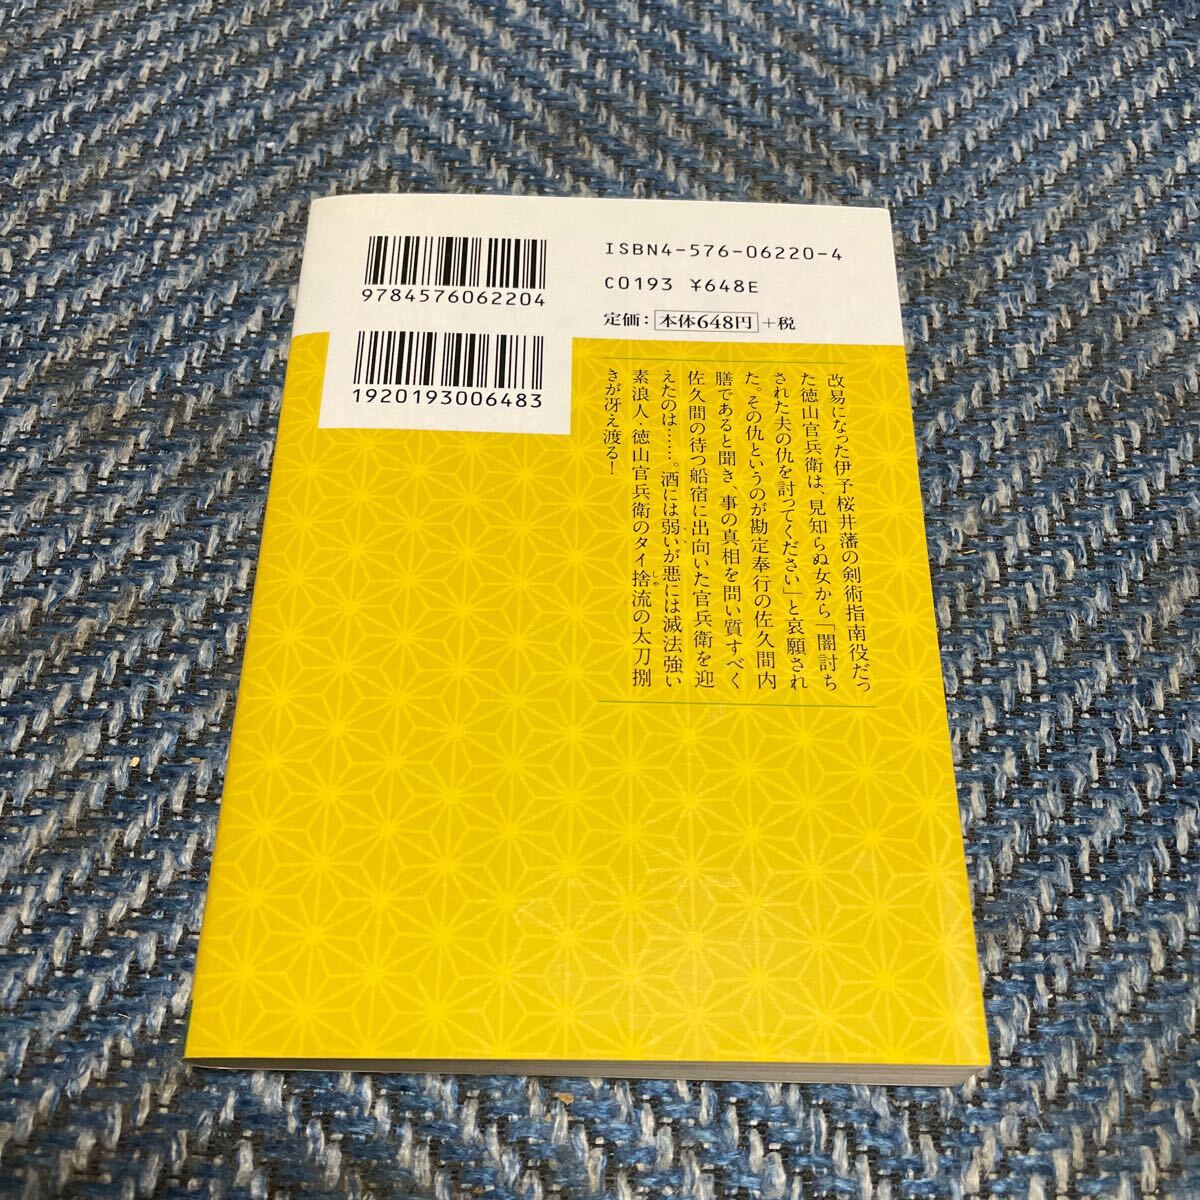 9784576062204
1920193006483
ISBN4-576-06220-4
C0193 ¥648E
定価：本体648円＋税
改易になった伊予桜井藩の剣術指南役だっ
た徳山官兵衛は、見知らぬ女から「闇討ち
された夫の仇を討ってください」と哀願され
た。その仇というのが勘定奉行の佐久間内
膳であると聞き、事の真相を問い質すべく
佐久間の待つ船宿に出向いた官兵衛を迎
えたのは……。酒には弱いが悪には滅法強い
素浪人・徳山官兵衛のタイ捨流の太刀捌
きが冴え渡る！
しゃ